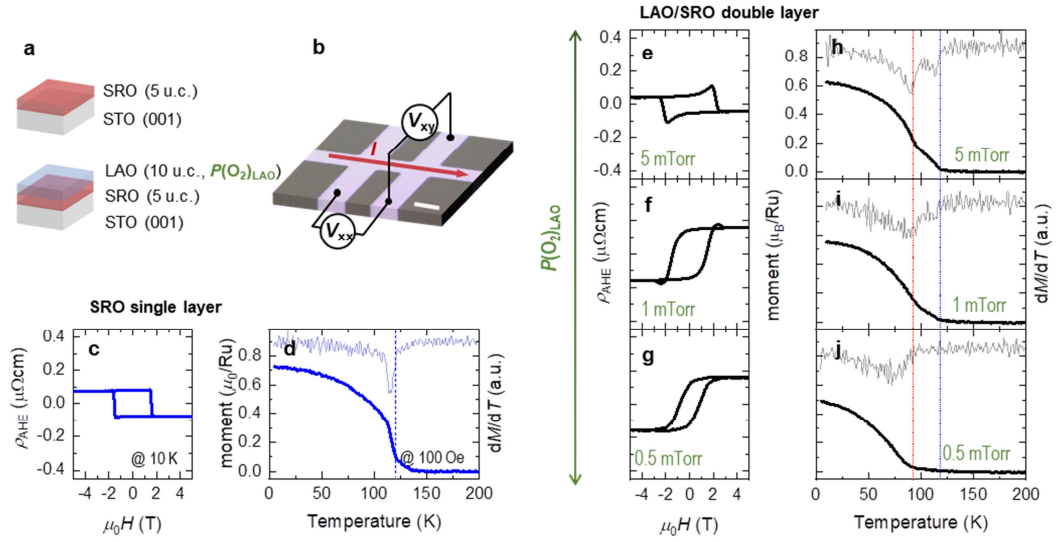 a
SRO (5 u.c.)
STO (001)
LAO (10 u.c., P(O₂)LAO)
SRO (5 u.c.)
STO (001)
b
Vxy
I
Vxx
SRO single layer
c
0.4
0.2
0.0
-0.2
-0.4
ρAHE (μΩcm)
@ 10 K
-4 -2 0 2 4
μ₀H (T)
d
0.8
0.6
0.4
0.2
0.0
moment (μ₀/Ru)
dM/dT (a.u.)
@ 100 Oe
0 50 100 150 200
Temperature (K)
LAO/SRO double layer
P(O₂)LAO
e
0.4
0.2
0.0
-0.2
-0.4
5 mTorr
f
1 mTorr
g
0.5 mTorr
ρAHE (μΩcm)
-4 -2 0 2 4
μ₀H (T)
h
0.8
0.6
0.4
0.2
0.0
5 mTorr
i
1 mTorr
j
0.5 mTorr
moment (μB/Ru)
dM/dT (a.u.)
0 50 100 150 200
Temperature (K)